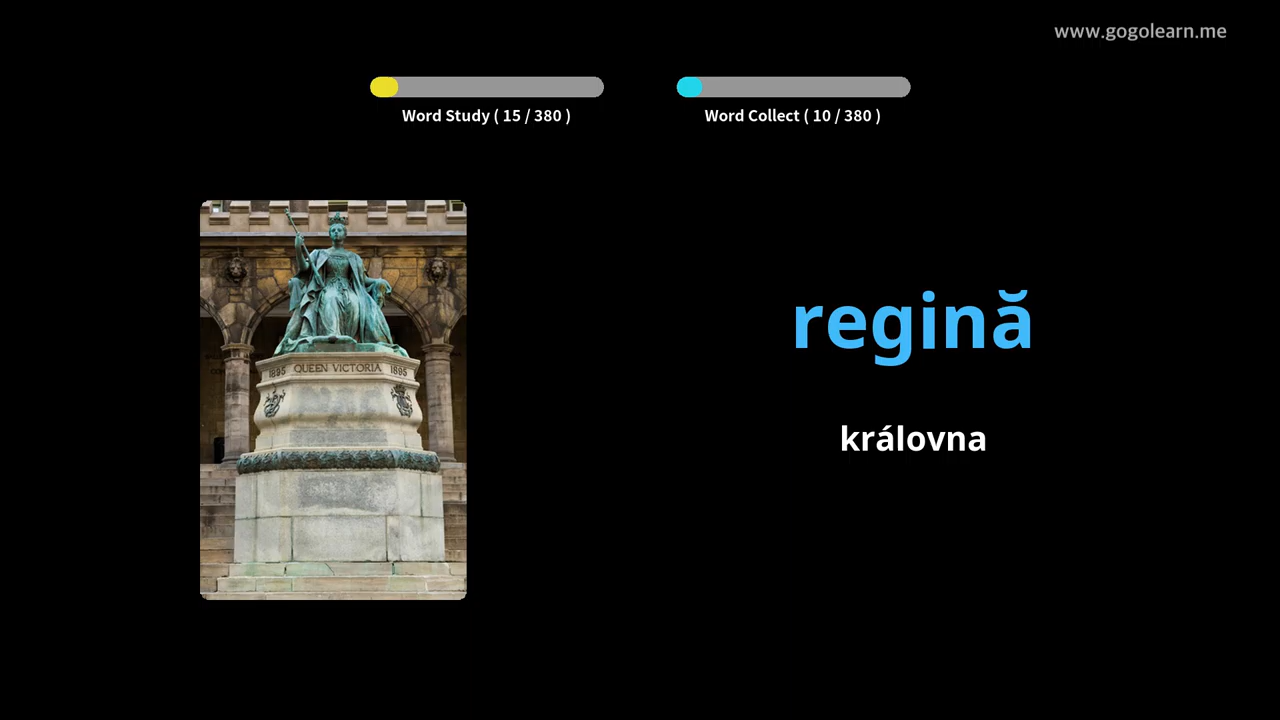 www.gogolearn.me
Word Study ( 15 / 380 )
Word Collect ( 10 / 380 )
1895 QUEEN VICTORIA 1895
regină
královna